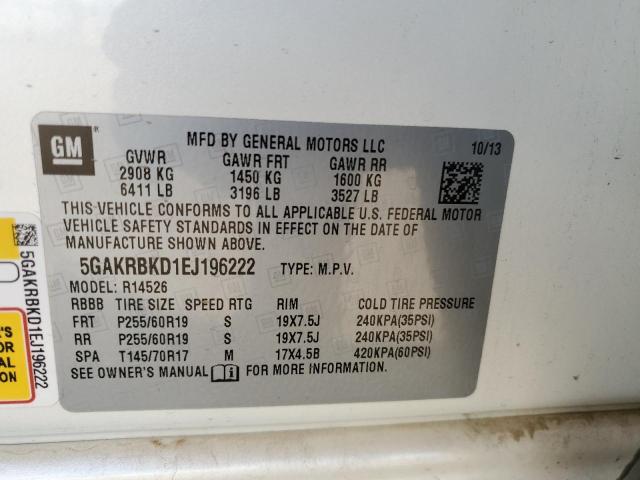 GM
MFD BY GENERAL MOTORS LLC 10/13
GVWR GAWR FRT GAWR RR
2908 KG 1450 KG 1600 KG
6411 LB 3196 LB 3527 LB
THIS VEHICLE CONFORMS TO ALL APPLICABLE U.S. FEDERAL MOTOR
VEHICLE SAFETY STANDARDS IN EFFECT ON THE DATE OF
MANUFACTURE SHOWN ABOVE.
5GAKRBKD1EJ196222 TYPE: M.P.V.
MODEL: R14526
RBBB TIRE SIZE SPEED RTG RIM COLD TIRE PRESSURE
FRT P255/60R19 S 19X7.5J 240KPA(35PSI)
RR P255/60R19 S 19X7.5J 240KPA(35PSI)
SPA T145/70R17 M 17X4.5B 420KPA(60PSI)
SEE OWNER'S MANUAL FOR MORE INFORMATION.
5GAKRBKD1EJ196222
R'S
FOR
NAL